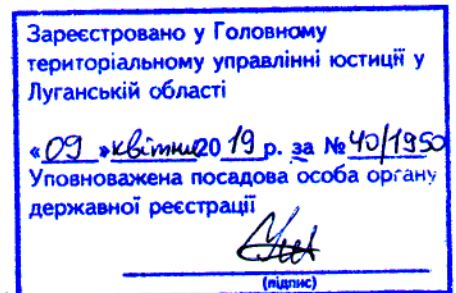 Зареєстровано у Головному
територіальному управлінні юстиції у
Луганській області
«09» квітня 2019 р. за № 40/1950
Уповноважена посадова особа органу
державної реєстрації
(підпис)